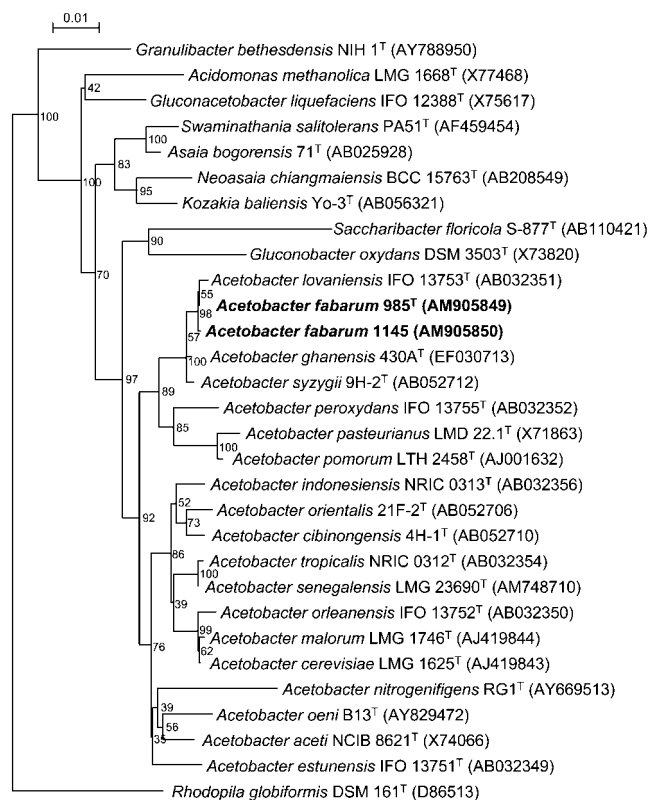 0.01
Granulibacter bethesdensis NIH 1ᵀ (AY788950)
Acidomonas methanolica LMG 1668ᵀ (X77468)
42
Gluconacetobacter liquefaciens IFO 12388ᵀ (X75617)
100
Swaminathania salitolerans PA51ᵀ (AF459454)
100
Asaia bogorensis 71ᵀ (AB025928)
83
Neoasaia chiangmaiensis BCC 15763ᵀ (AB208549)
100
95
Kozakia baliensis Yo-3ᵀ (AB056321)
Saccharibacter floricola S-877ᵀ (AB110421)
90
Gluconobacter oxydans DSM 3503ᵀ (X73820)
70
Acetobacter lovaniensis IFO 13753ᵀ (AB032351)
55
Acetobacter fabarum 985ᵀ (AM905849)
98
Acetobacter fabarum 1145 (AM905850)
57
Acetobacter ghanensis 430Aᵀ (EF030713)
100
97
Acetobacter syzygii 9H-2ᵀ (AB052712)
89
Acetobacter peroxydans IFO 13755ᵀ (AB032352)
85
Acetobacter pasteurianus LMD 22.1ᵀ (X71863)
100
Acetobacter pomorum LTH 2458ᵀ (AJ001632)
Acetobacter indonesiensis NRIC 0313ᵀ (AB032356)
52
Acetobacter orientalis 21F-2ᵀ (AB052706)
92
73
Acetobacter cibinongensis 4H-1ᵀ (AB052710)
86
Acetobacter tropicalis NRIC 0312ᵀ (AB032354)
100
Acetobacter senegalensis LMG 23690ᵀ (AM748710)
39
Acetobacter orleanensis IFO 13752ᵀ (AB032350)
99
Acetobacter malorum LMG 1746ᵀ (AJ419844)
76
62
Acetobacter cerevisiae LMG 1625ᵀ (AJ419843)
Acetobacter nitrogenifigens RG1ᵀ (AY669513)
39
Acetobacter oeni B13ᵀ (AY829472)
56
35
Acetobacter aceti NCIB 8621ᵀ (X74066)
Acetobacter estunensis IFO 13751ᵀ (AB032349)
Rhodopila globiformis DSM 161ᵀ (D86513)